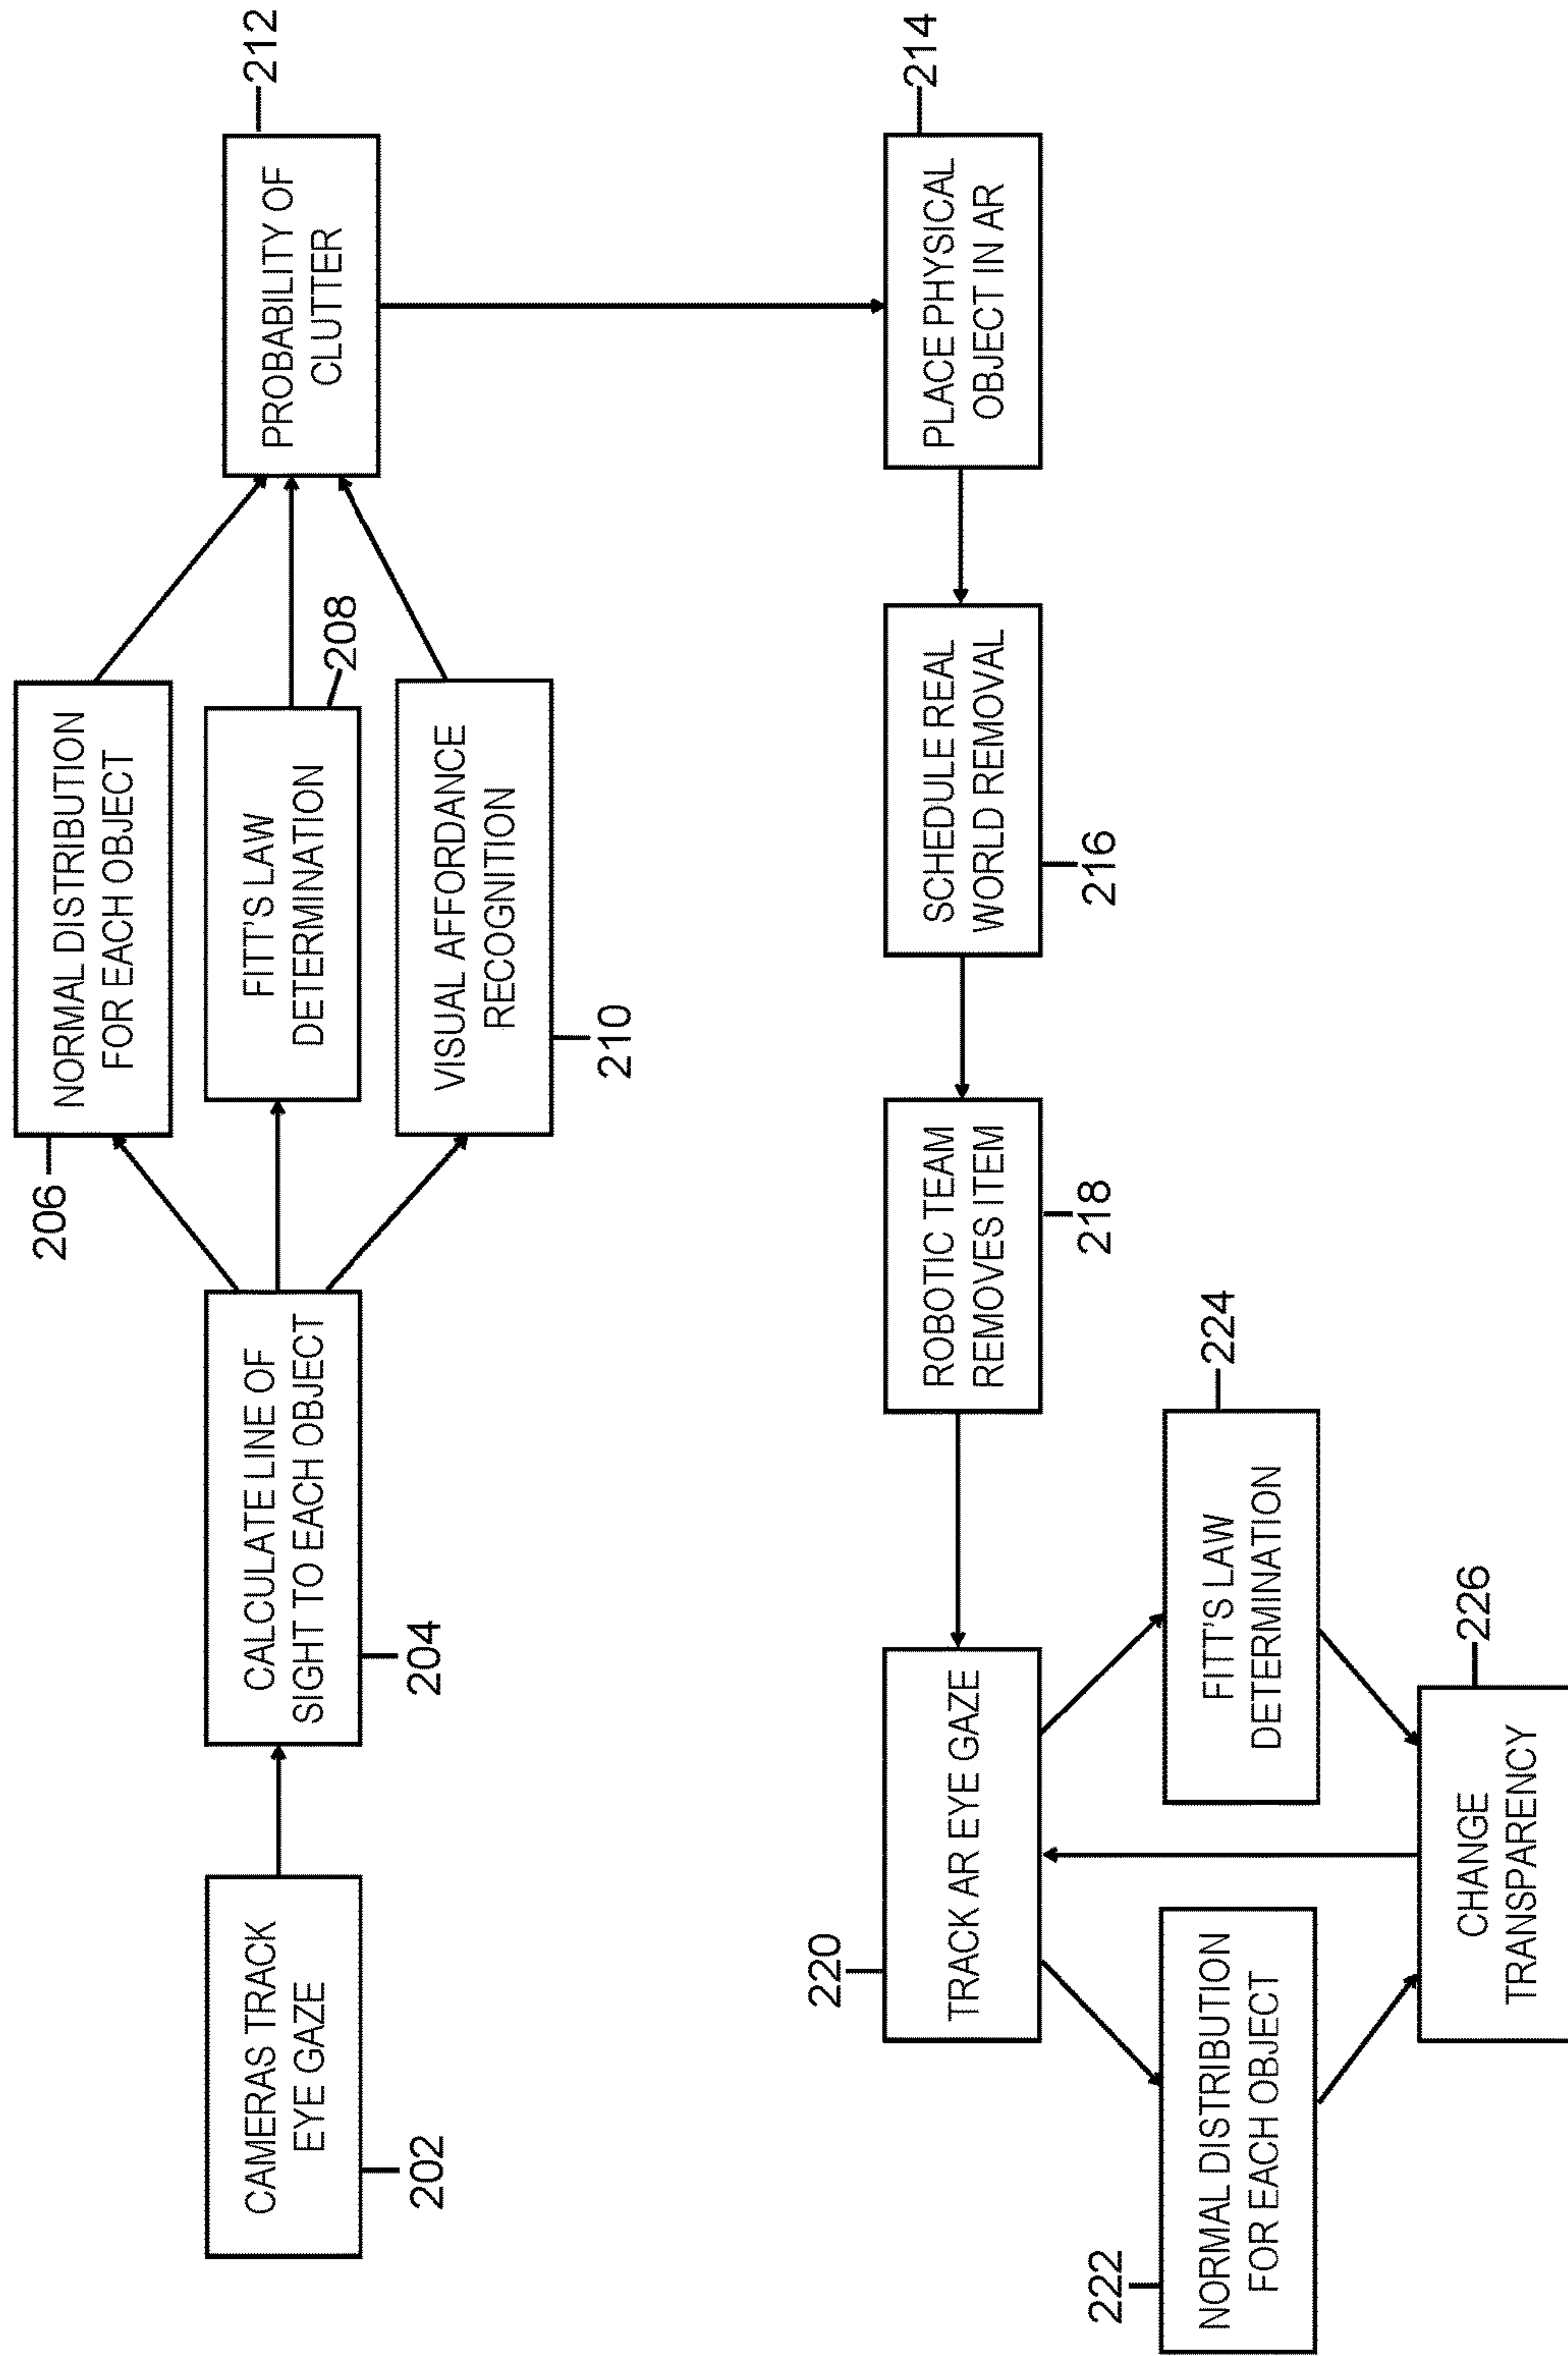 CAMERAS TRACK
EYE GAZE
202
CALCULATE LINE OF
SIGHT TO EACH OBJECT
204
206
NORMAL DISTRIBUTION
FOR EACH OBJECT
FITT'S LAW
DETERMINATION
208
VISUAL AFFORDANCE
RECOGNITION
210
PROBABILITY OF
CLUTTER
212
PLACE PHYSICAL
OBJECT IN AR
214
SCHEDULE REAL
WORLD REMOVAL
216
ROBOTIC TEAM
REMOVES ITEM
218
220
TRACK AR EYE GAZE
222
NORMAL DISTRIBUTION
FOR EACH OBJECT
FITT'S LAW
DETERMINATION
224
CHANGE
TRANSPARENCY
226